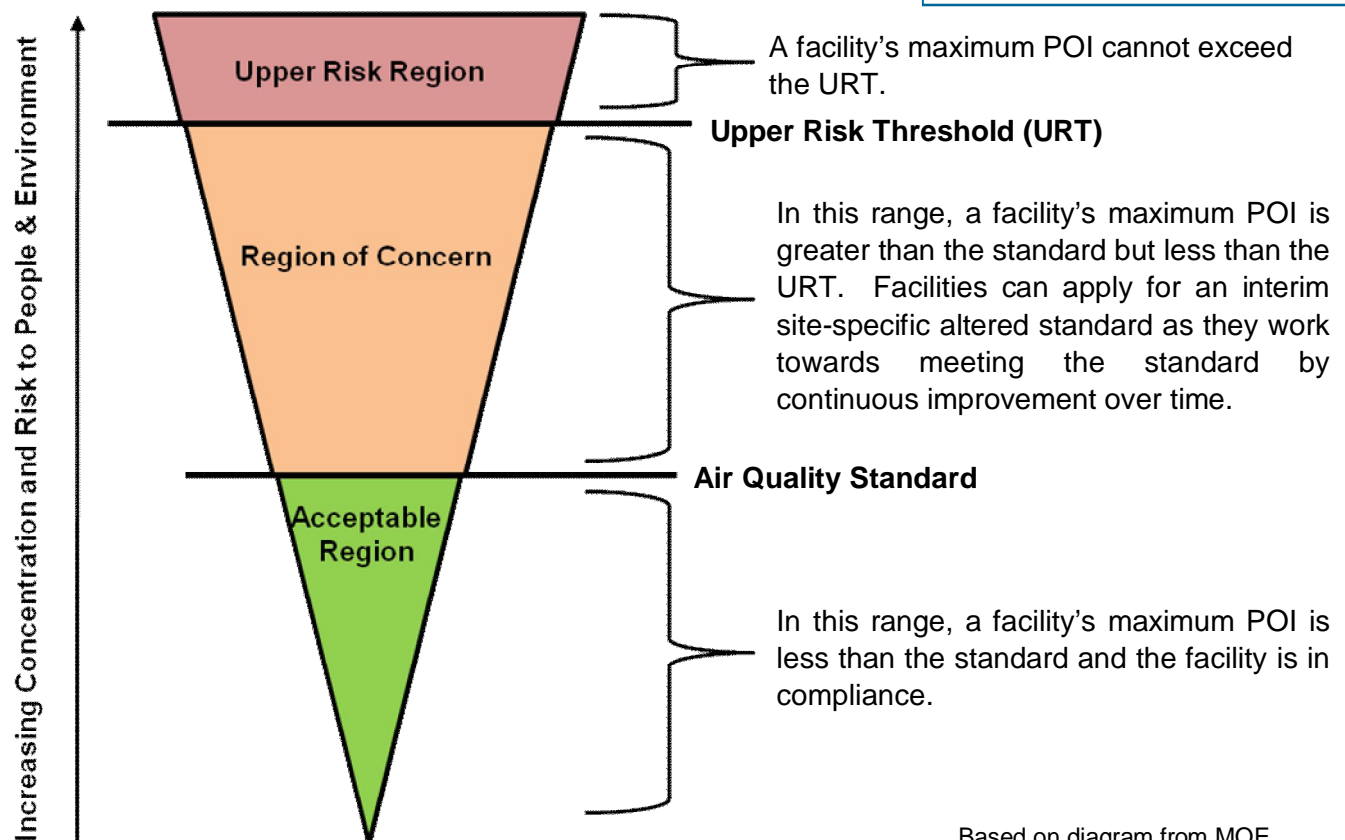 Increasing Concentration and Risk to People & Environment
Upper Risk Region
A facility’s maximum POI cannot exceed
the URT.
Upper Risk Threshold (URT)
Region of Concern
In this range, a facility’s maximum POI is
greater than the standard but less than the
URT. Facilities can apply for an interim
site-specific altered standard as they work
towards meeting the standard by
continuous improvement over time.
Air Quality Standard
Acceptable
Region
In this range, a facility’s maximum POI is
less than the standard and the facility is in
compliance.
Based on diagram from MOE